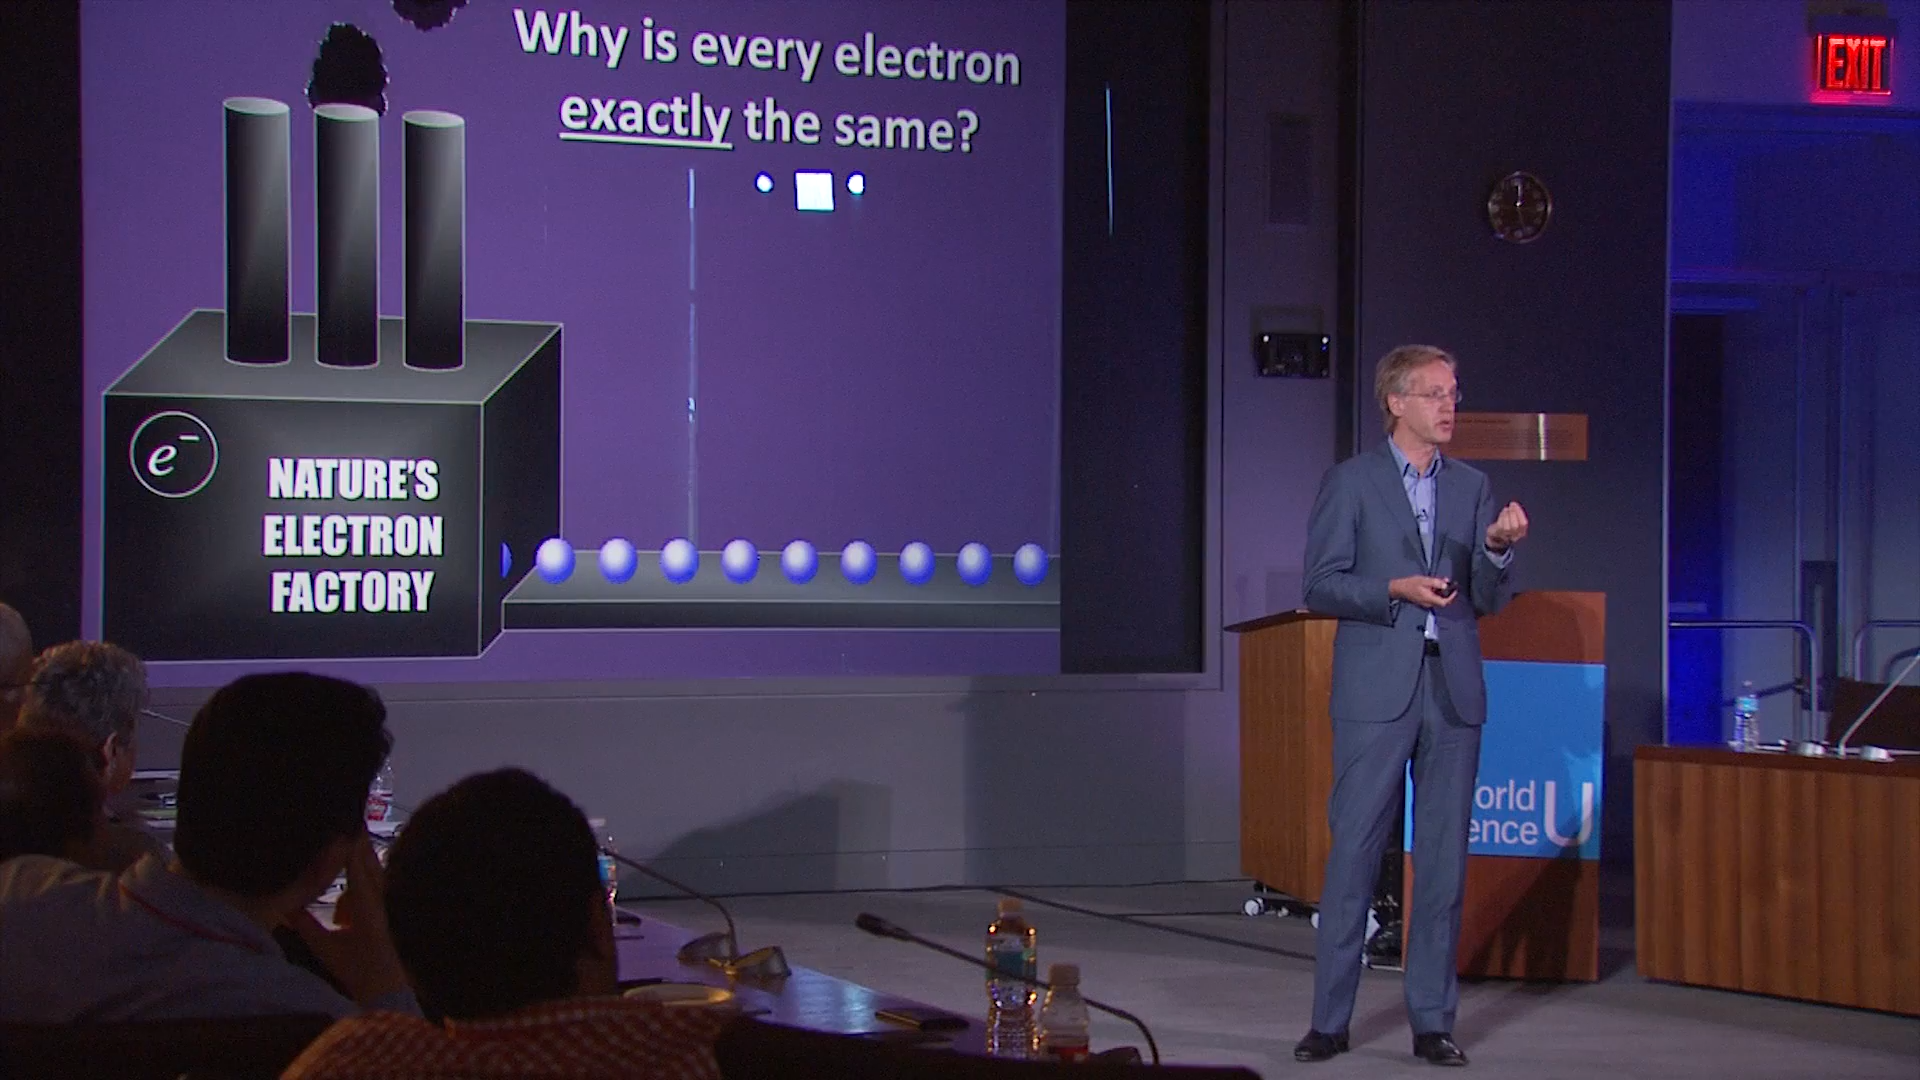 Why is every electron
exactly the same?
EXIT
e⁻
NATURE'S
ELECTRON
FACTORY
orld
ence U